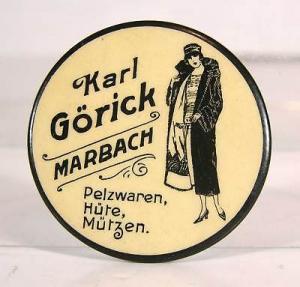 Karl
Görick
MARBACH
Pelzwaren,
Hüte,
Mützen.